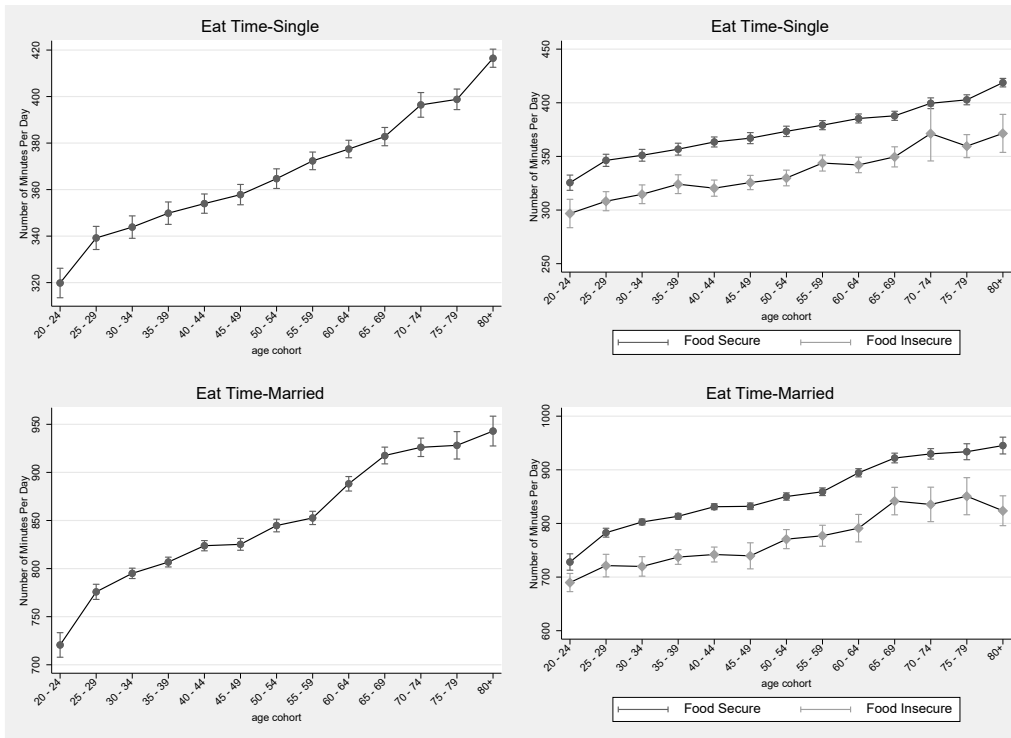 Eat Time-Single
Number of Minutes Per Day
420
400
380
360
340
320
20 - 24
25 - 29
30 - 34
35 - 39
40 - 44
45 - 49
50 - 54
55 - 59
60 - 64
65 - 69
70 - 74
75 - 79
80+
age cohort
Eat Time-Single
Number of Minutes Per Day
450
400
350
300
250
20 - 24
25 - 29
30 - 34
35 - 39
40 - 44
45 - 49
50 - 54
55 - 59
60 - 64
65 - 69
70 - 74
75 - 79
80+
age cohort
Food Secure
Food Insecure
Eat Time-Married
Number of Minutes Per Day
950
900
850
800
750
700
20 - 24
25 - 29
30 - 34
35 - 39
40 - 44
45 - 49
50 - 54
55 - 59
60 - 64
65 - 69
70 - 74
75 - 79
80+
age cohort
Eat Time-Married
Number of Minutes Per Day
1000
900
800
700
600
20 - 24
25 - 29
30 - 34
35 - 39
40 - 44
45 - 49
50 - 54
55 - 59
60 - 64
65 - 69
70 - 74
75 - 79
80+
age cohort
Food Secure
Food Insecure